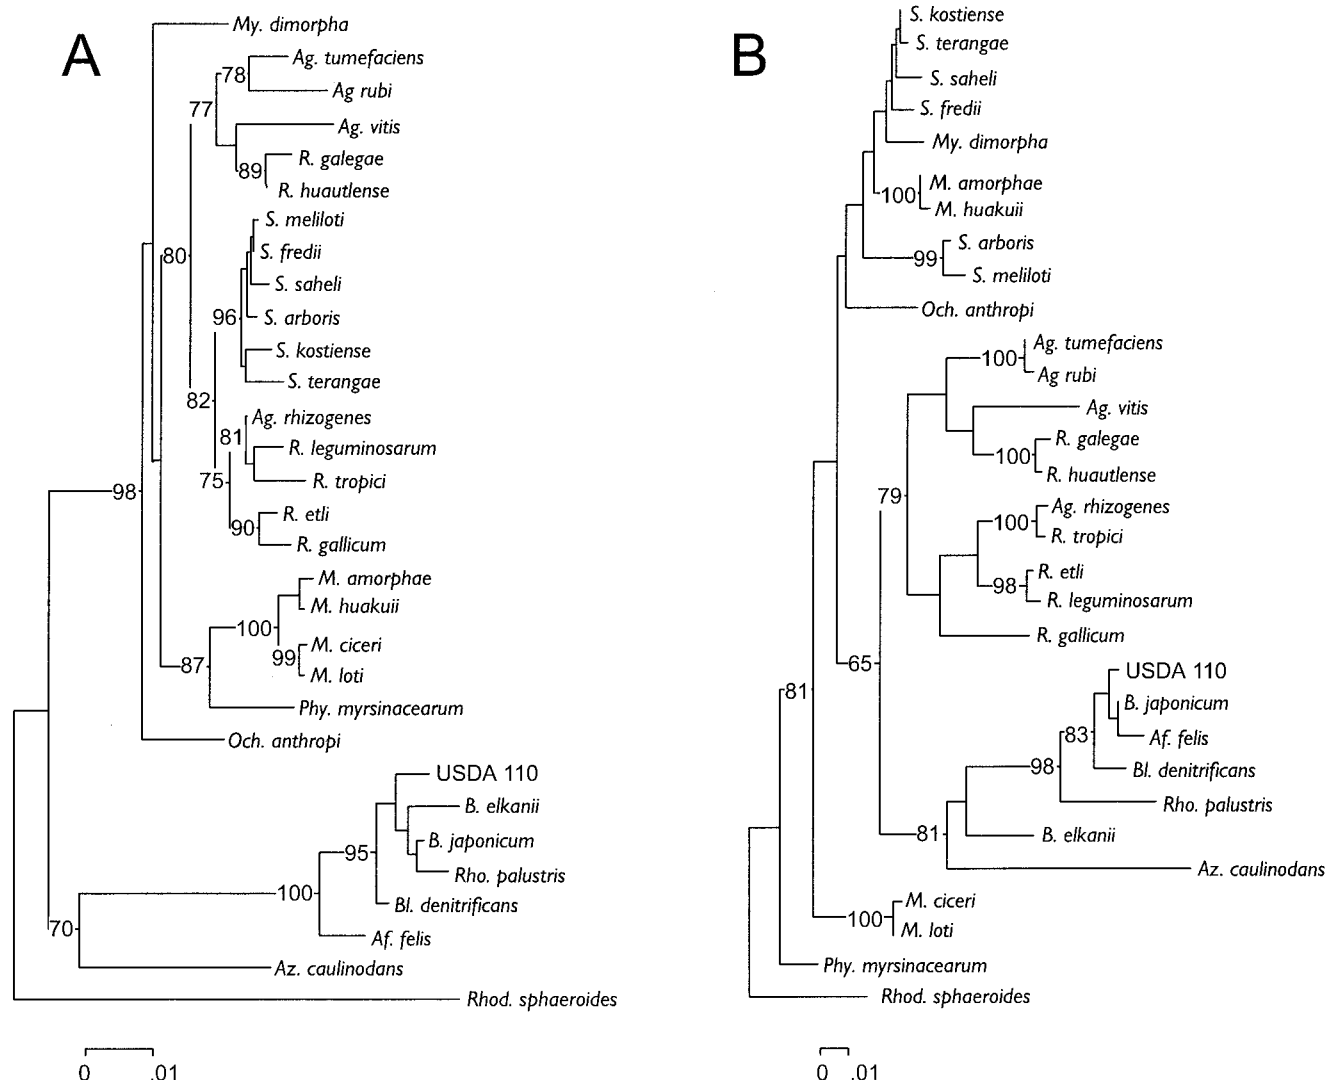 A
My. dimorpha
Ag. tumefaciens
78
Ag rubi
77
Ag. vitis
R. galegae
89
R. huautlense
S. meliloti
S. fredii
80
S. saheli
S. arboris
96
S. kostiense
S. terangae
82
Ag. rhizogenes
81
R. leguminosarum
R. tropici
75
98
R. etli
90
R. gallicum
M. amorphae
M. huakuii
100
M. ciceri
99
M. loti
87
Phy. myrsinacearum
Och. anthropi
USDA 110
B. elkanii
B. japonicum
95
Rho. palustris
100
Bl. denitrificans
70
Af. felis
Az. caulinodans
Rhod. sphaeroides
0 .01
B
S. kostiense
S. terangae
S. saheli
S. fredii
My. dimorpha
M. amorphae
100
M. huakuii
S. arboris
99
S. meliloti
Och. anthropi
Ag. tumefaciens
100
Ag rubi
Ag. vitis
R. galegae
100
R. huautlense
79
Ag. rhizogenes
100
R. tropici
R. etli
98
R. leguminosarum
R. gallicum
65
USDA 110
81
B. japonicum
83
Af. felis
98
Bl. denitrificans
Rho. palustris
81
B. elkanii
Az. caulinodans
M. ciceri
100
M. loti
Phy. myrsinacearum
Rhod. sphaeroides
0 .01